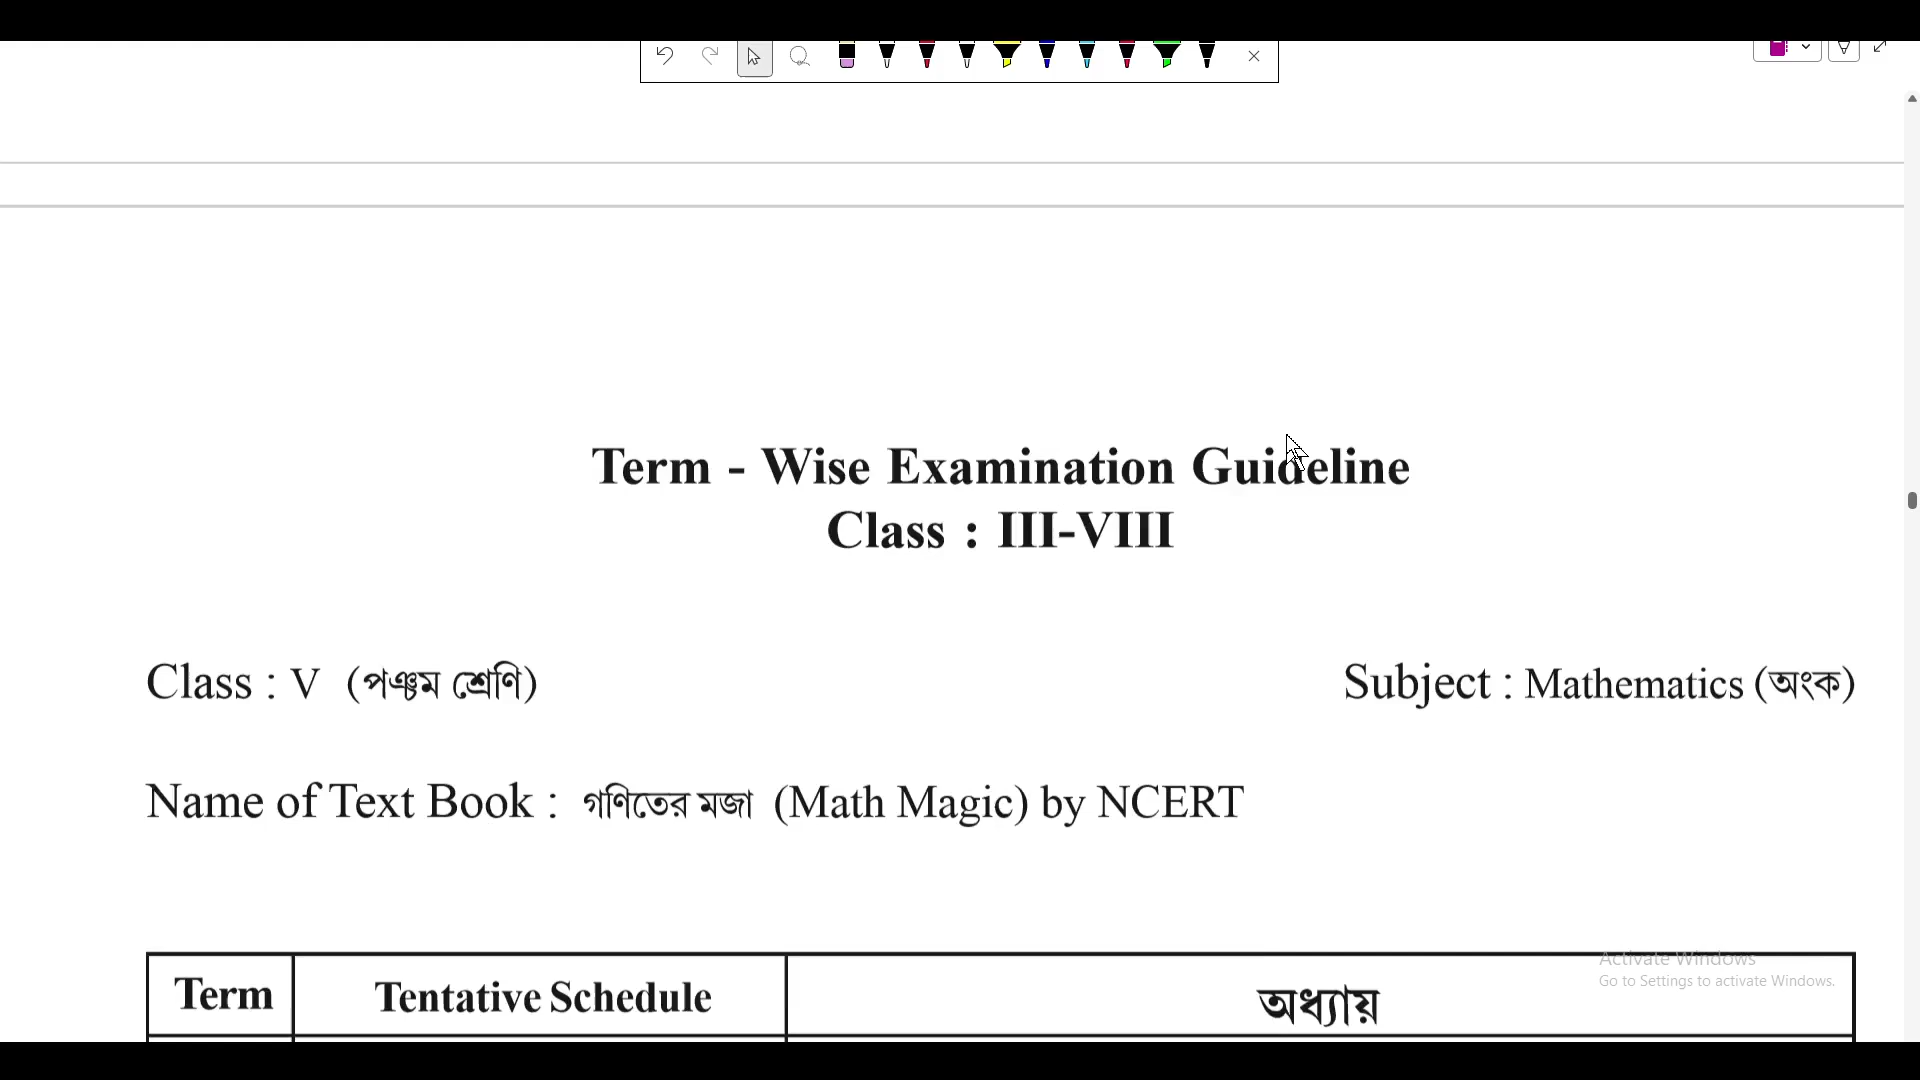 Term - Wise Examination Guideline
Class : III-VIII
Class : V (পঞ্চম শ্রেণি)
Subject : Mathematics (অংক)
Name of Text Book : গণিতের মজা (Math Magic) by NCERT
Term
Tentative Schedule
অধ্যায়
Activate Windows
Go to Settings to activate Windows.